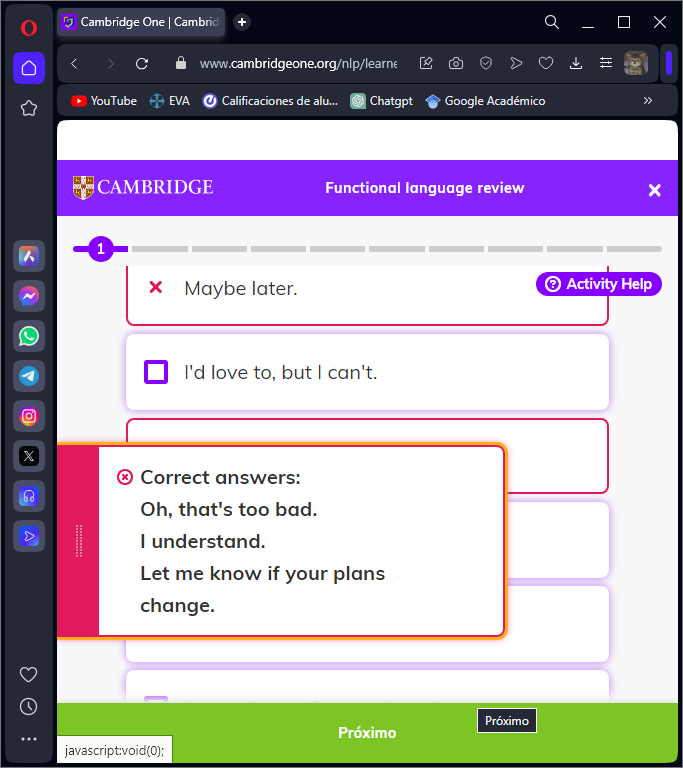 Cambridge One | Cambrid
www.cambridgeone.org/nlp/learne
YouTube EVA Calificaciones de alu... Chatgpt Google Académico »
CAMBRIDGE Functional language review
1
Maybe later.
Activity Help
I'd love to, but I can't.
Correct answers:
Oh, that's too bad.
I understand.
Let me know if your plans
change.
Próximo
Próximo
javascript:void(0);